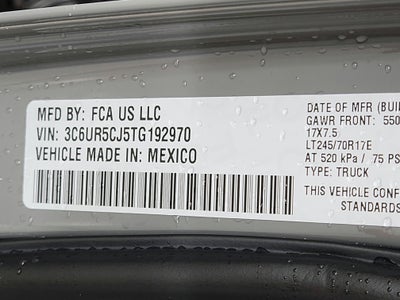 MFD BY: FCA US LLC
VIN: 3C6UR5CJ5TG192970
VEHICLE MADE IN: MEXICO
DATE OF MFR (BUI
GAWR FRONT: 550
17X7.5
LT245/70R17E
AT 520 kPa / 75 PS
TYPE: TRUCK
THIS VEHICLE CONF
STANDARDS